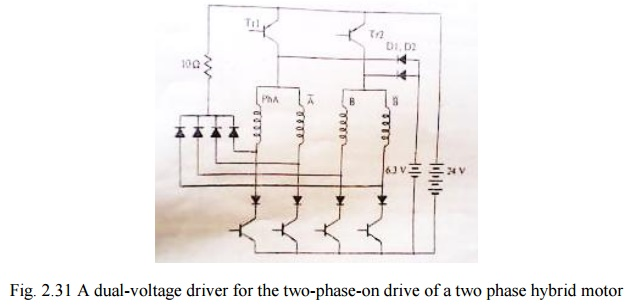 Tr1
Tr2
D1, D2
10Ω
PhA
A̅
B
B̅
6.3 V
24 V
Fig. 2.31 A dual-voltage driver for the two-phase-on drive of a two phase hybrid motor